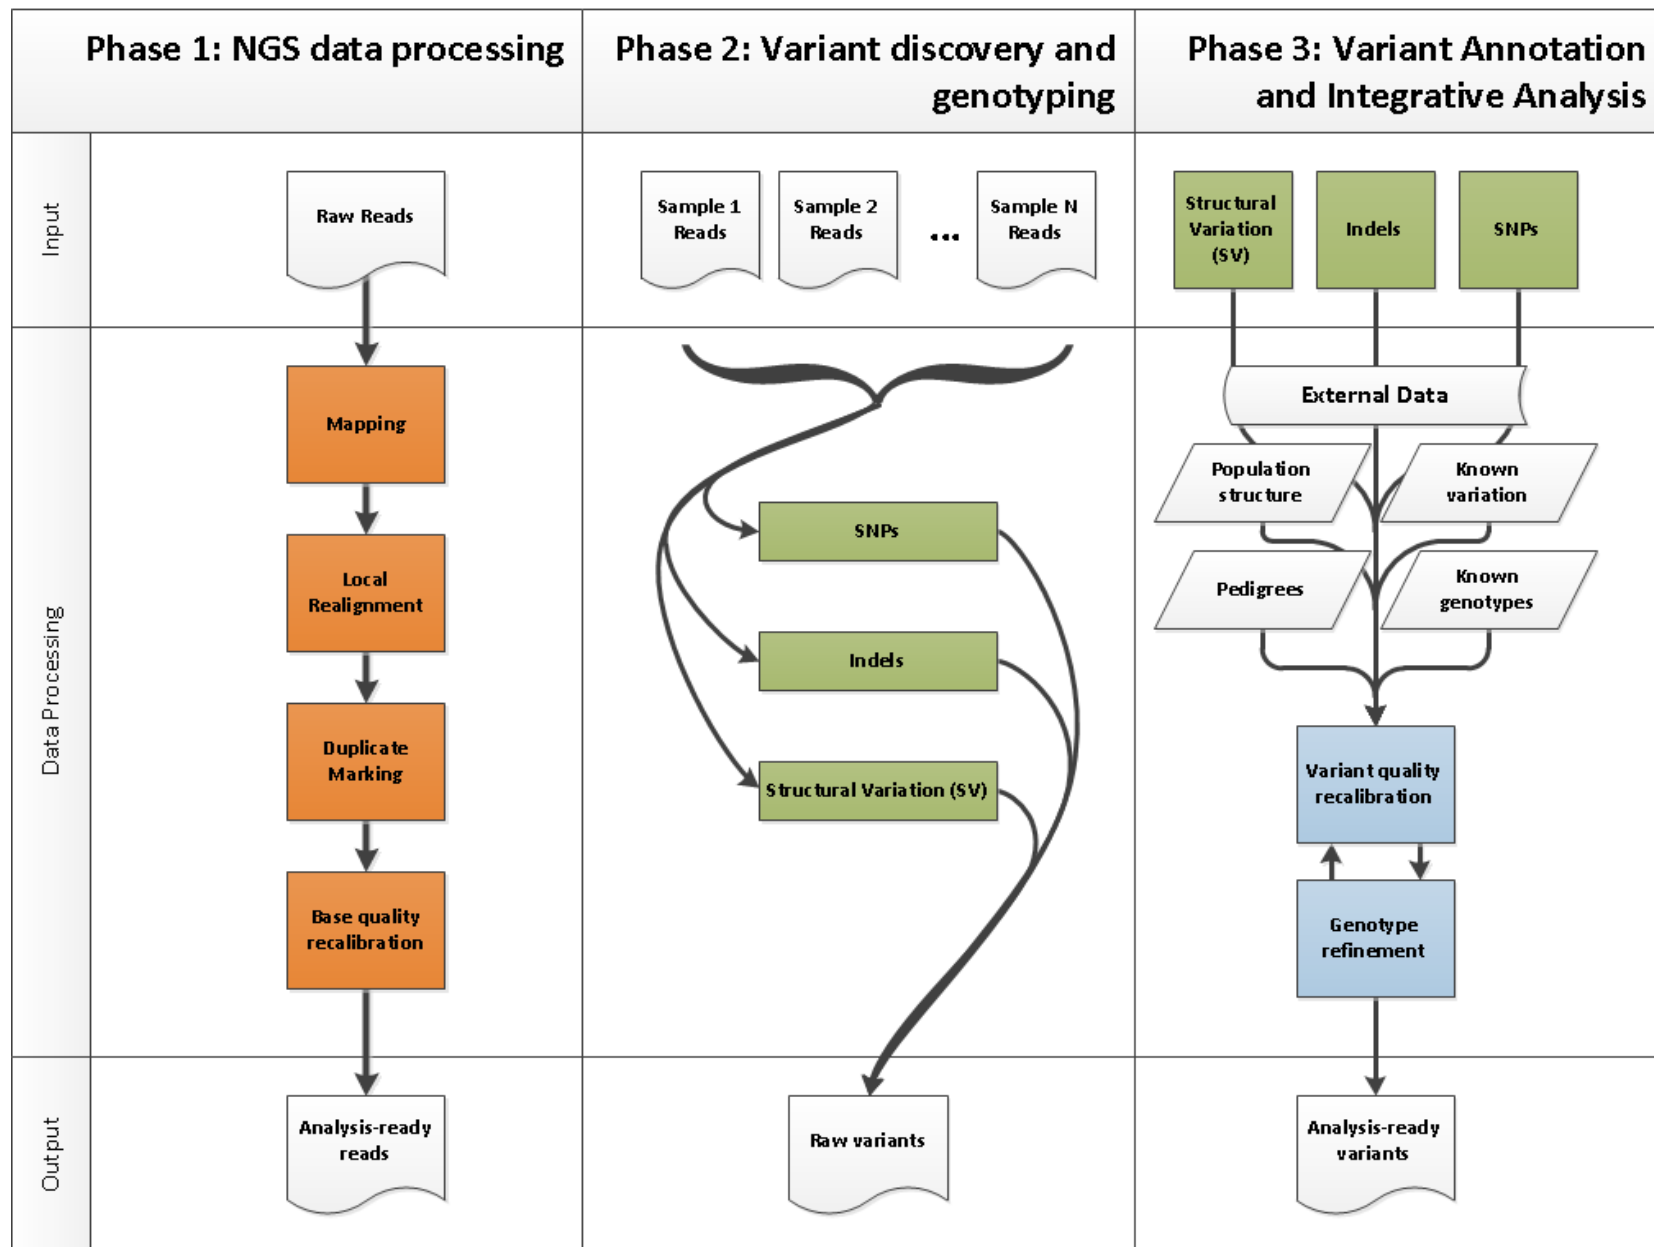 Phase 1: NGS data processing
Phase 2: Variant discovery and
genotyping
Phase 3: Variant Annotation
and Integrative Analysis
Input
Raw Reads
Sample 1
Reads
Sample 2
Reads
...
Sample N
Reads
Structural
Variation
(SV)
Indels
SNPs
Data Processing
Mapping
Local
Realignment
Duplicate
Marking
Base quality
recalibration
SNPs
Indels
Structural Variation (SV)
External Data
Population
structure
Known
variation
Pedigrees
Known
genotypes
Variant quality
recalibration
Genotype
refinement
Output
Analysis-ready
reads
Raw variants
Analysis-ready
variants